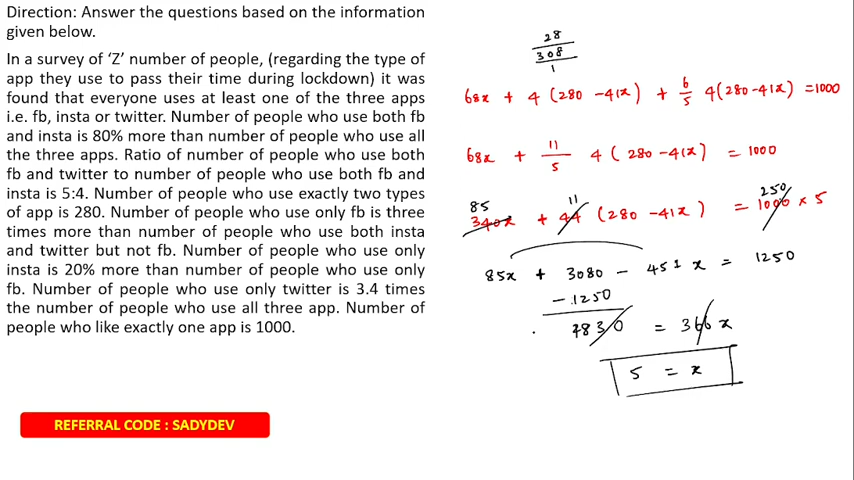 Direction: Answer the questions based on the information
given below.
In a survey of ‘Z’ number of people, (regarding the type of
app they use to pass their time during lockdown) it was
found that everyone uses at least one of the three apps
i.e. fb, insta or twitter. Number of people who use both fb
and insta is 80% more than number of people who use all
the three apps. Ratio of number of people who use both
fb and twitter to number of people who use both fb and
insta is 5:4. Number of people who use exactly two types
of app is 280. Number of people who use only fb is three
times more than number of people who use both insta
and twitter but not fb. Number of people who use only
insta is 20% more than number of people who use only
fb. Number of people who use only twitter is 3.4 times
the number of people who use all three app. Number of
people who like exactly one app is 1000.
REFERRAL CODE : SADYDEV
28
308
1
68x + 4 (280 - 41x) + 6/5 4(280 - 41x) = 1000
68x + 11/5 4 ( 280 - 41x) = 1000
85 11 250
340x + 44 (280 - 41x) = 1000 x 5
85x + 3080 - 451 x = 1250
- 1250
1830 = 366 x
5 = x